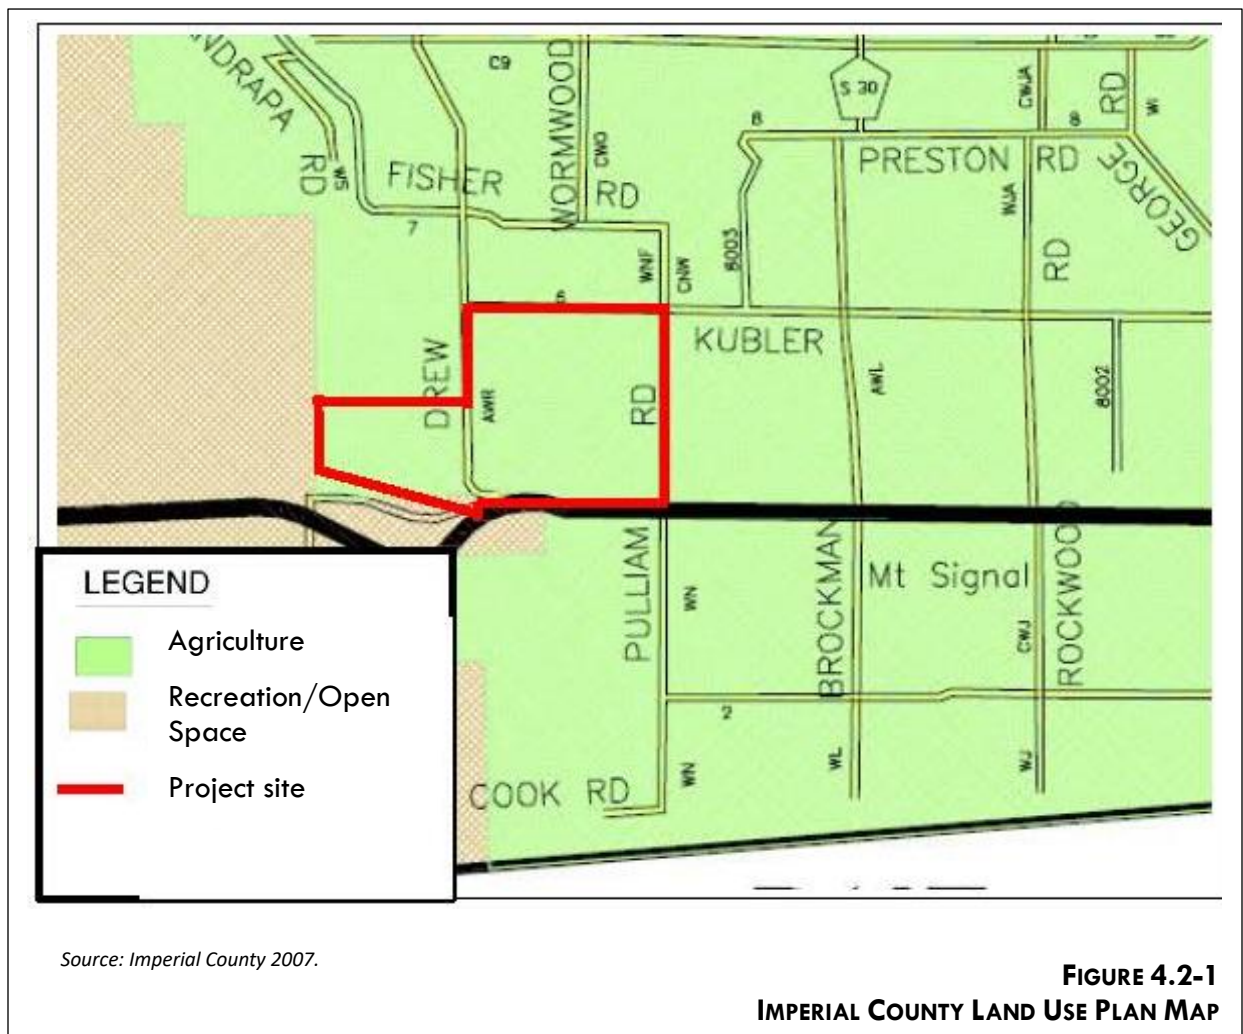 NDRAPA
RD
W5
C9
WORMWOOD
CWO
S 30
CWJA
RD
WI
8
8
PRESTON RD
GEORGE
FISHER
RD
7
WJA
RD
WNF
CNW
8003
6
KUBLER
DREW
AWR
RD
AWL
8002
PULLIAM
WN
BROCKMAN
Mt Signal
CWJ
ROCKWOOD
2
WN
WL
WJ
COOK RD
LEGEND
Agriculture
Recreation/Open
Space
Project site
Source: Imperial County 2007.
FIGURE 4.2-1
IMPERIAL COUNTY LAND USE PLAN MAP